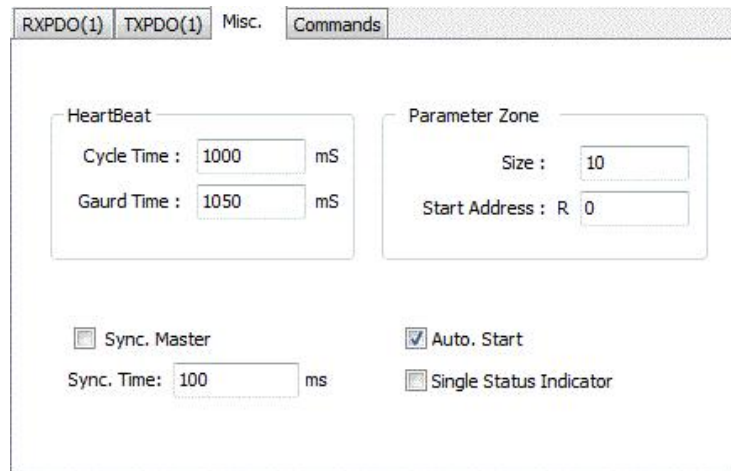 RXPDO(1) TXPDO(1) Misc. Commands
HeartBeat
Cycle Time : 1000 mS
Gaurd Time : 1050 mS
Parameter Zone
Size : 10
Start Address : R 0
Sync. Master
Sync. Time: 100 ms
Auto. Start
Single Status Indicator